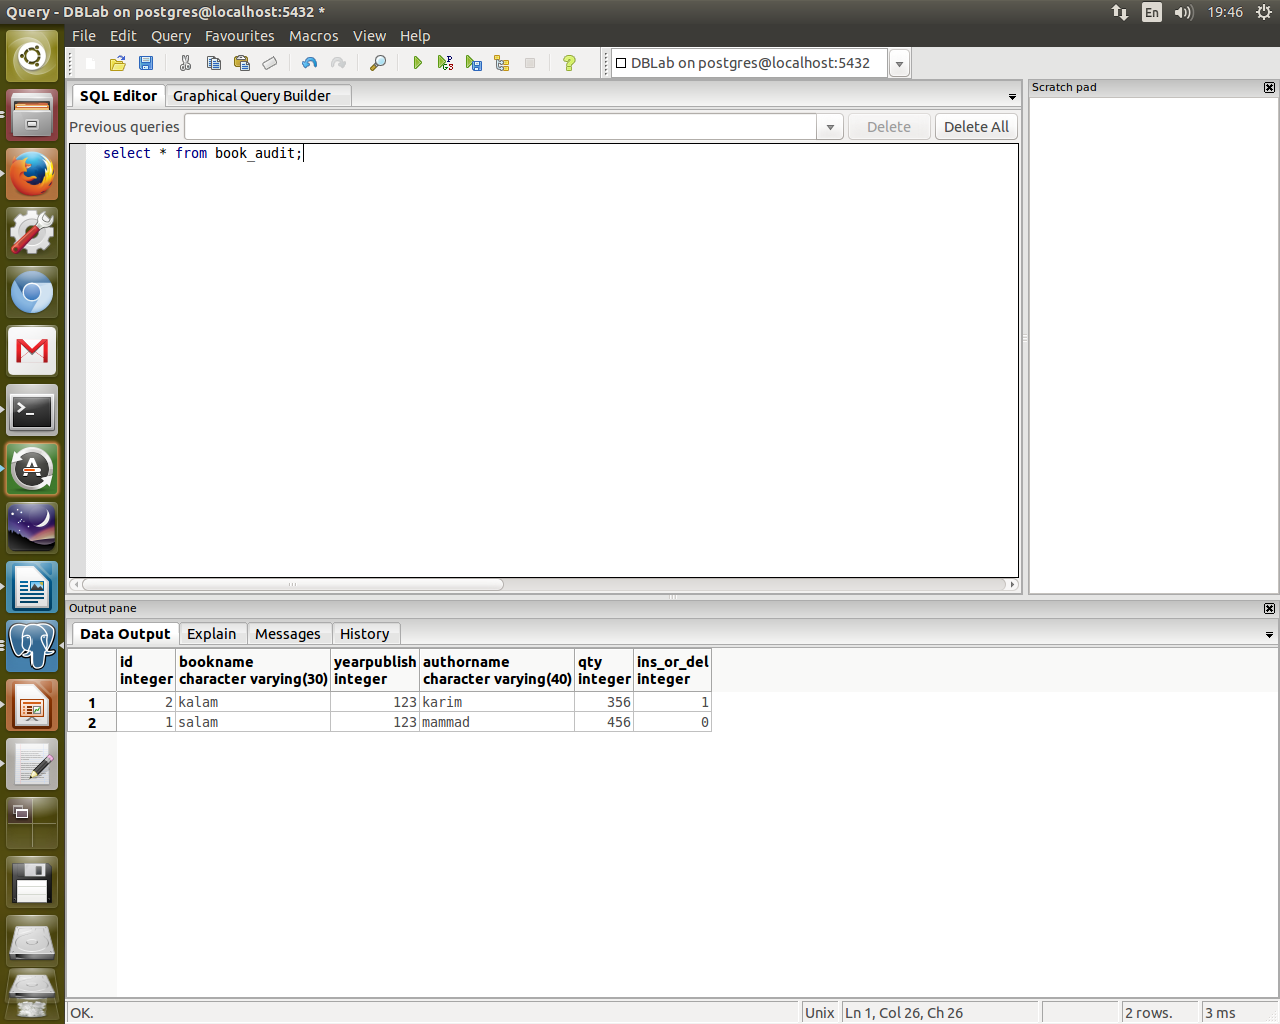 Query - DBLab on postgres@localhost:5432 *
En
19:46
File Edit Query Favourites Macros View Help
DBLab on postgres@localhost:5432
SQL Editor
Graphical Query Builder
Scratch pad
Previous queries
Delete
Delete All
select * from book_audit;
Output pane
Data Output
Explain
Messages
History
id bookname yearpublish authorname qty ins_or_del
integer character varying(30) integer character varying(40) integer integer
1 2 kalam 123 karim 356 1
2 1 salam 123 mammad 456 0
OK.
Unix
Ln 1, Col 26, Ch 26
2 rows.
3 ms